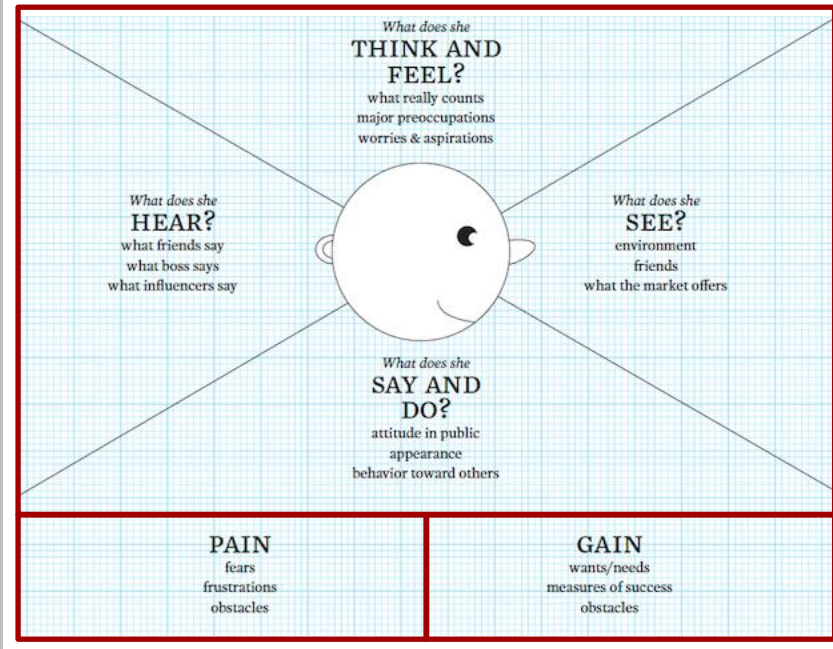 What does she
THINK AND
FEEL?
what really counts
major preoccupations
worries & aspirations
What does she
HEAR?
what friends say
what boss says
what influencers say
What does she
SEE?
environment
friends
what the market offers
What does she
SAY AND
DO?
attitude in public
appearance
behavior toward others
PAIN
fears
frustrations
obstacles
GAIN
wants/needs
measures of success
obstacles